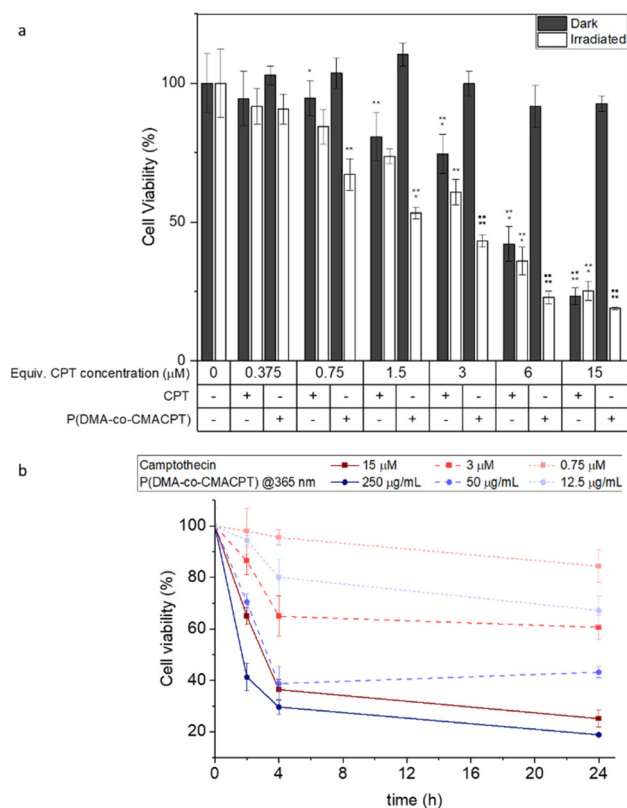 a
Dark
Irradiated
Cell Viability (%)
100
50
0
*
**
**
** *
** *
**
** *
** **
** *
** *
** **
** **
** *
** **
Equiv. CPT concentration (μM) 0 0.375 0.75 1.5 3 6 15
CPT - + - + - + - + - + - + -
P(DMA-co-CMACPT) - - + - + - + - + - + - +
b
Camptothecin 15 μM 3 μM 0.75 μM
P(DMA-co-CMACPT) @365 nm 250 μg/mL 50 μg/mL 12.5 μg/mL
Cell viability (%)
100
80
60
40
20
0 4 8 12 16 20 24
time (h)